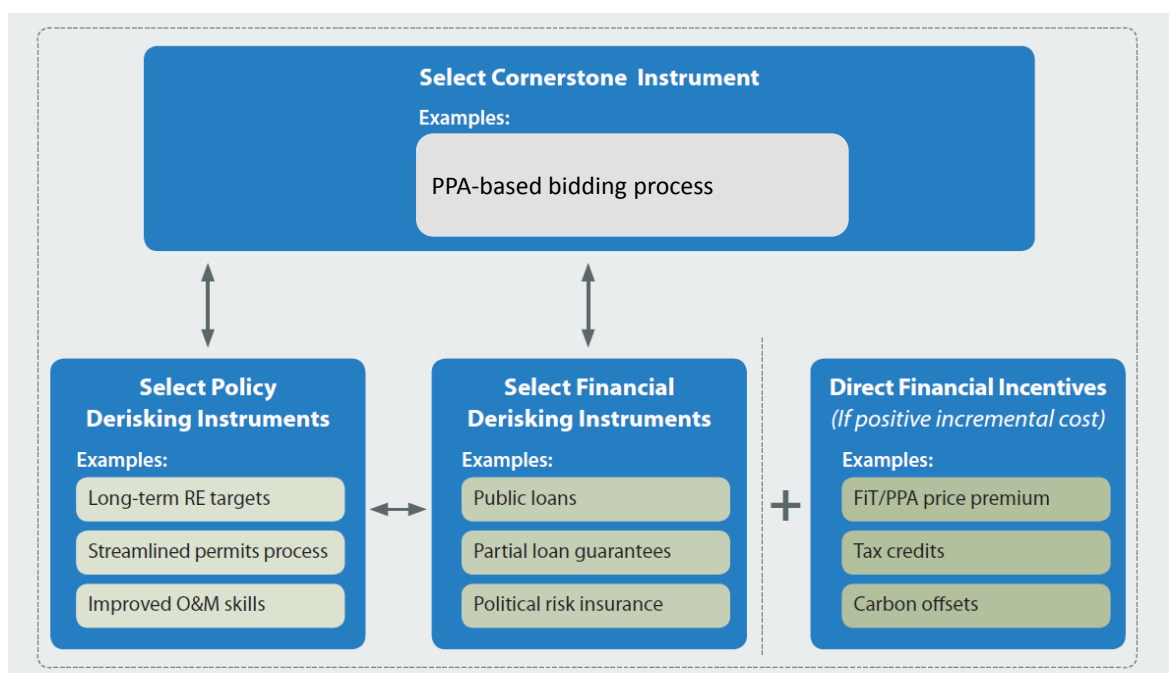 Select Cornerstone Instrument
Examples:
PPA-based bidding process
Select Policy
Derisking Instruments
Examples:
Long-term RE targets
Streamlined permits process
Improved O&M skills
Select Financial
Derisking Instruments
Examples:
Public loans
Partial loan guarantees
Political risk insurance
+
Direct Financial Incentives
(If positive incremental cost)
Examples:
FiT/PPA price premium
Tax credits
Carbon offsets